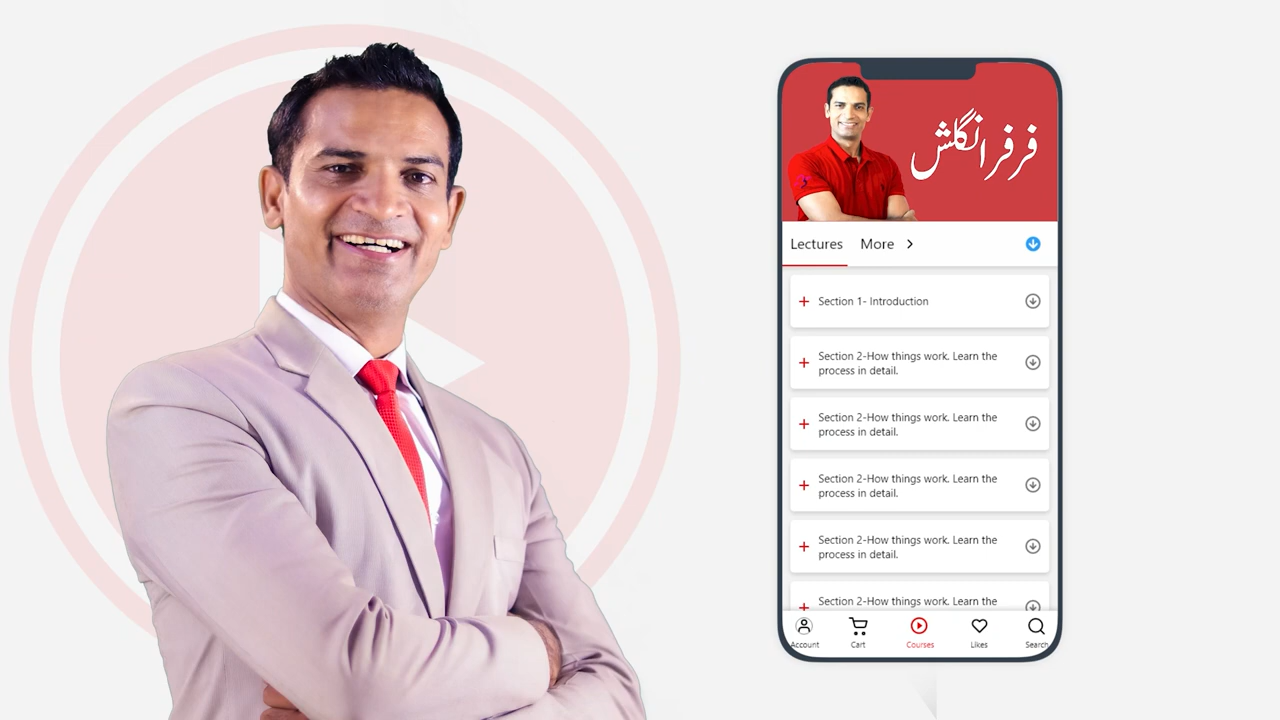 فرفر انگلش
Lectures More
Section 1- Introduction
Section 2-How things work. Learn the
process in detail.
Section 2-How things work. Learn the
process in detail.
Section 2-How things work. Learn the
process in detail.
Section 2-How things work. Learn the
process in detail.
Section 2-How things work. Learn the
Account Cart Courses Likes Search